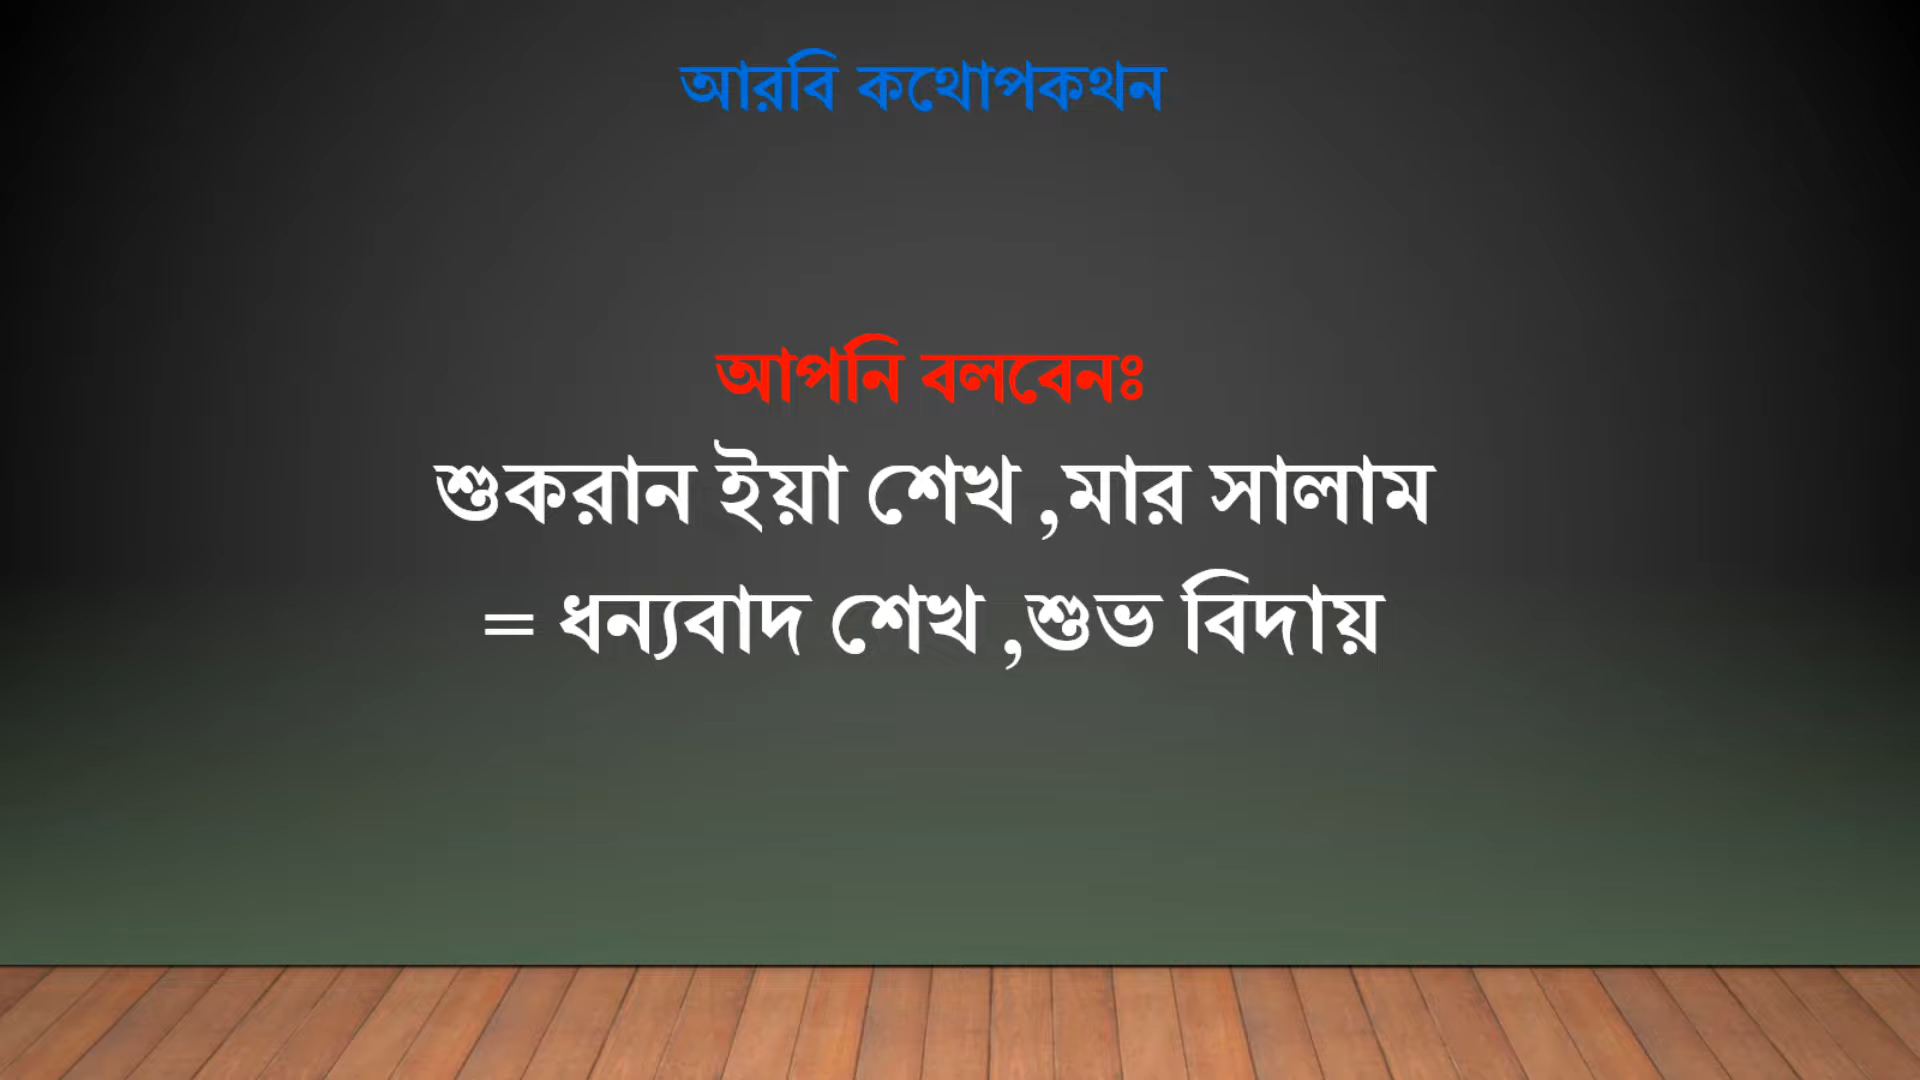 আরবি কথোপকথন
আপনি বলবেনঃ
শুকরান ইয়া শেখ ,মার সালাম
= ধন্যবাদ শেখ ,শুভ বিদায়